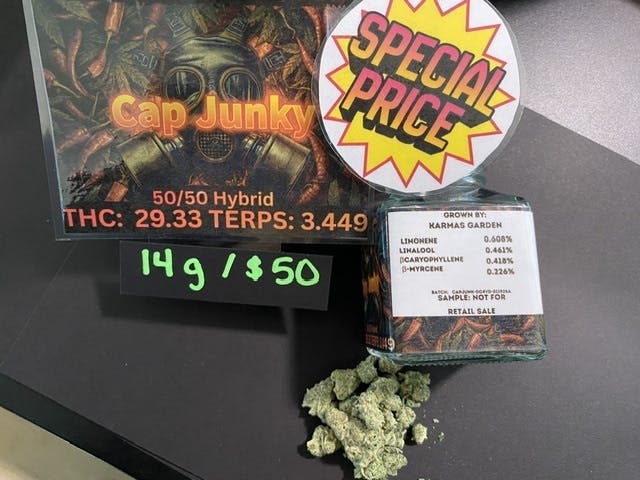 Cap Junky
50/50 Hybrid
THC: 29.33 TERPS: 3.449
SPECIAL
PRICE
14g / $50
GROWN BY:
KARMAS GARDEN
LIMONENE 0.608%
LINALOOL 0.461%
βCARYOPHYLLENE 0.418%
β-MYRCENE 0.226%
SAMPLE: NOT FOR
RETAIL SALE